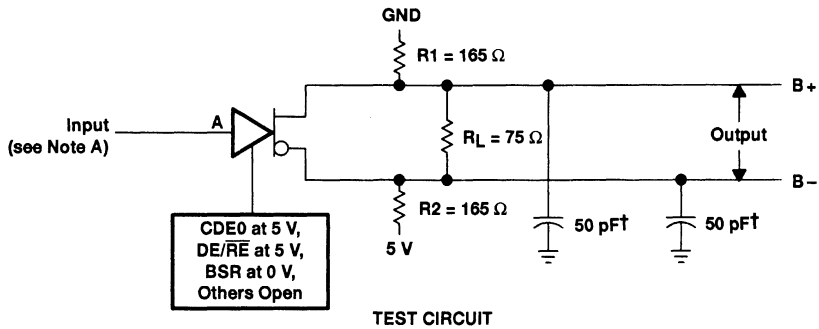 GND
R1 = 165 Ω
B+
A
Input
(see Note A)
RL = 75 Ω
Output
B−
R2 = 165 Ω
CDE0 at 5 V,
DE/RE at 5 V,
BSR at 0 V,
Others Open
5 V
50 pF†
50 pF†
TEST CIRCUIT